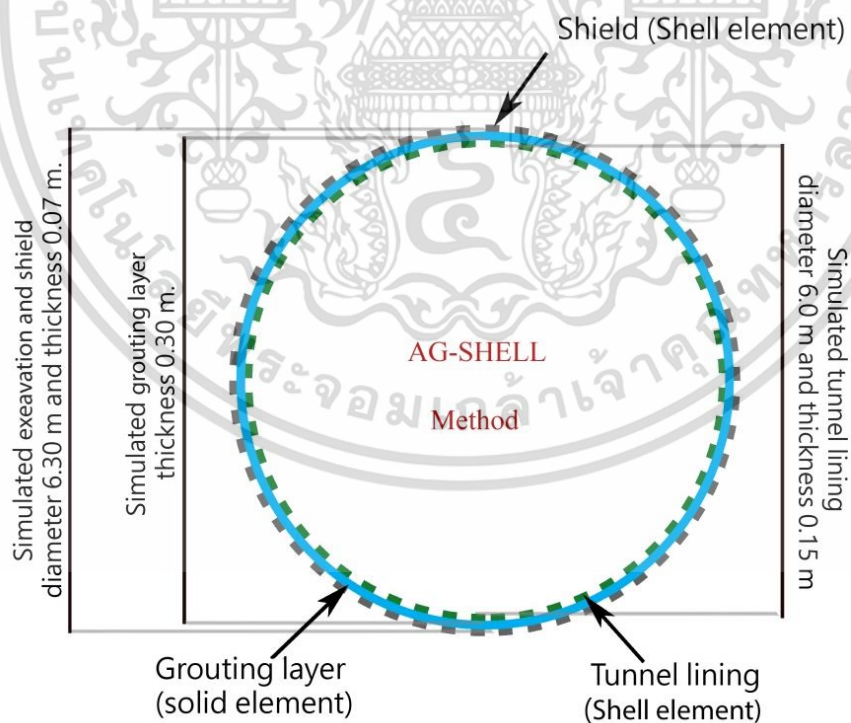 Shield (Shell element)
Simulated exeavation and shield
diameter 6.30 m and thickness 0.07 m.
Simulated grouting layer
thickness 0.30 m.
AG-SHELL
Method
Simulated tunnel lining
diameter 6.0 m and thickness 0.15 m
Grouting layer
(solid element)
Tunnel lining
(Shell element)